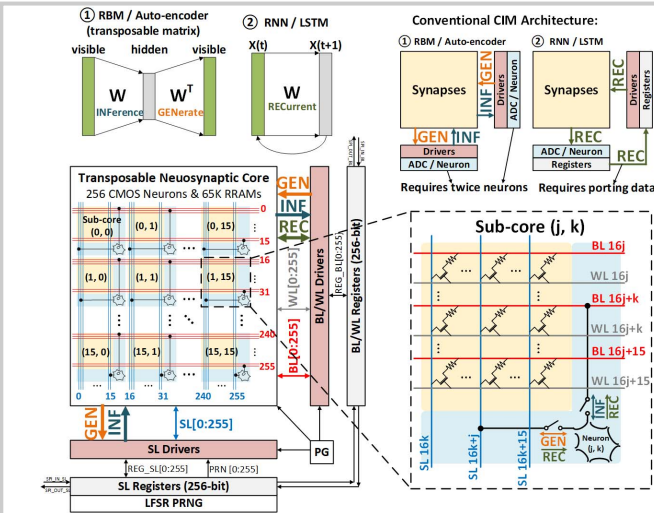 ① RBM / Auto-encoder
(transposable matrix)
visible hidden visible
W
INFerence
W^T
GENerate
② RNN / LSTM
X(t) X(t+1)
W
RECurrent
Conventional CIM Architecture:
① RBM / Auto-encoder
Synapses
GEN
INF
Drivers
ADC / Neuron
GEN INF
Drivers
ADC / Neuron
Requires twice neurons
② RNN / LSTM
Synapses
REC
Drivers
Registers
REC
ADC / Neuron
Registers
REC
Requires porting data
Transposable Neurosynaptic Core
256 CMOS Neurons & 65K RRAMs
Sub-core
(0, 0) (0, 1) (0, 15)
(1, 0) (1, 1) (1, 15)
(15, 0) (15, 1) (15, 15)
0
15
16
31
240
255
0 15 16 31 240 255
GEN
INF
REC
WL[0:255]
BL[0:255]
BL/WL Drivers
REG_BL[0:255]
BL/WL Registers (256-bit)
GEN
INF
SL[0:255]
SL Drivers
PG
REG_SL[0:255] PRN [0:255]
SPI_IN_SL
SPI_OUT_SL
SL Registers (256-bit)
LFSR PRNG
Sub-core (j, k)
BL 16j
WL 16j
BL 16j+k
WL 16j+k
BL 16j+15
WL 16j+15
INF
REC
GEN
REC
Neuron
(j, k)
SL 16k
SL 16k+j
SL 16k+15